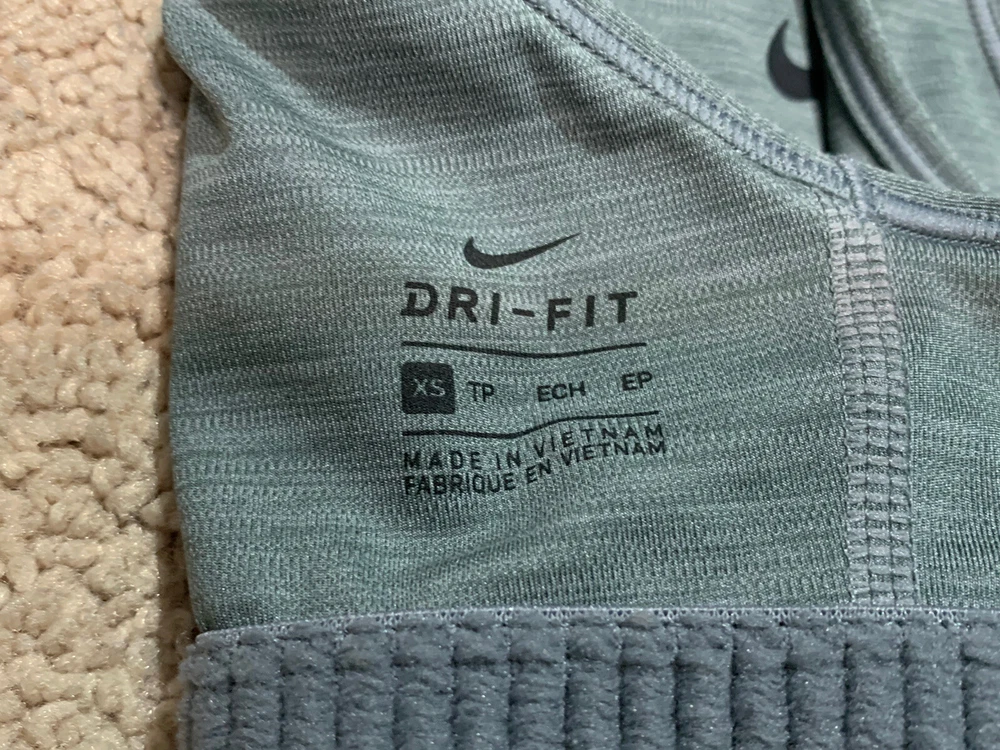 DRI-FIT
XS TP ECH EP
MADE IN VIETNAM
FABRIQUE EN VIETNAM